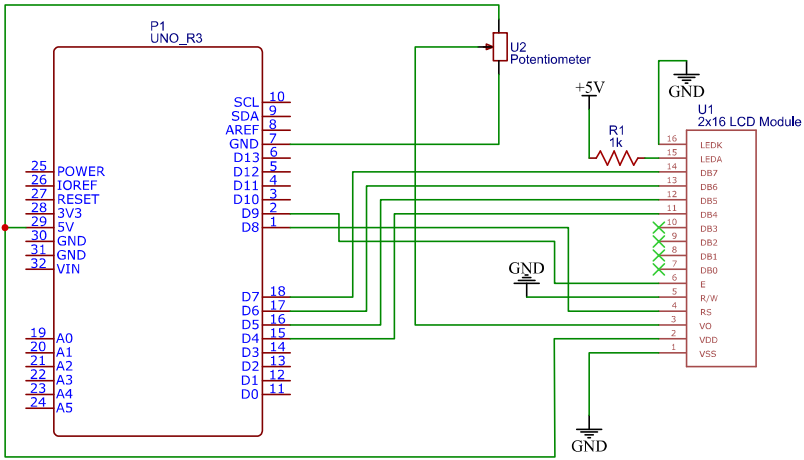 P1
UNO_R3
SCL 10
SDA 9
AREF 8
GND 7
D13 6
D12 5
D11 4
D10 3
D9 2
D8 1
25 POWER
26 IOREF
27 RESET
28 3V3
29 5V
30 GND
31 GND
32 VIN
D7 18
D6 17
D5 16
D4 15
D3 14
D2 13
D1 12
D0 11
19 A0
20 A1
21 A2
22 A3
23 A4
24 A5
U2
Potentiometer
+5V
R1
1k
GND
U1
2x16 LCD Module
16 LEDK
15 LEDA
14 DB7
13 DB6
12 DB5
11 DB4
10 DB3
9 DB2
8 DB1
7 DB0
6 E
5 R/W
4 RS
3 VO
2 VDD
1 VSS
GND
GND